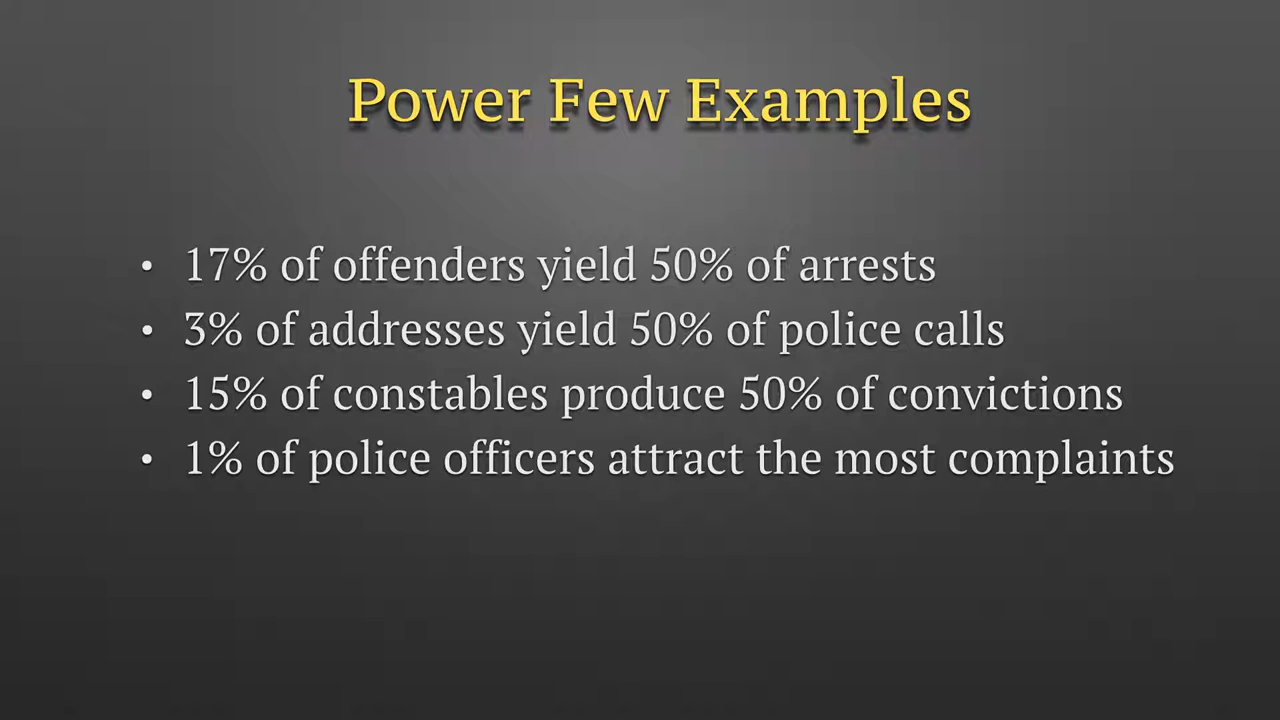 Power Few Examples
• 17% of offenders yield 50% of arrests
• 3% of addresses yield 50% of police calls
• 15% of constables produce 50% of convictions
• 1% of police officers attract the most complaints